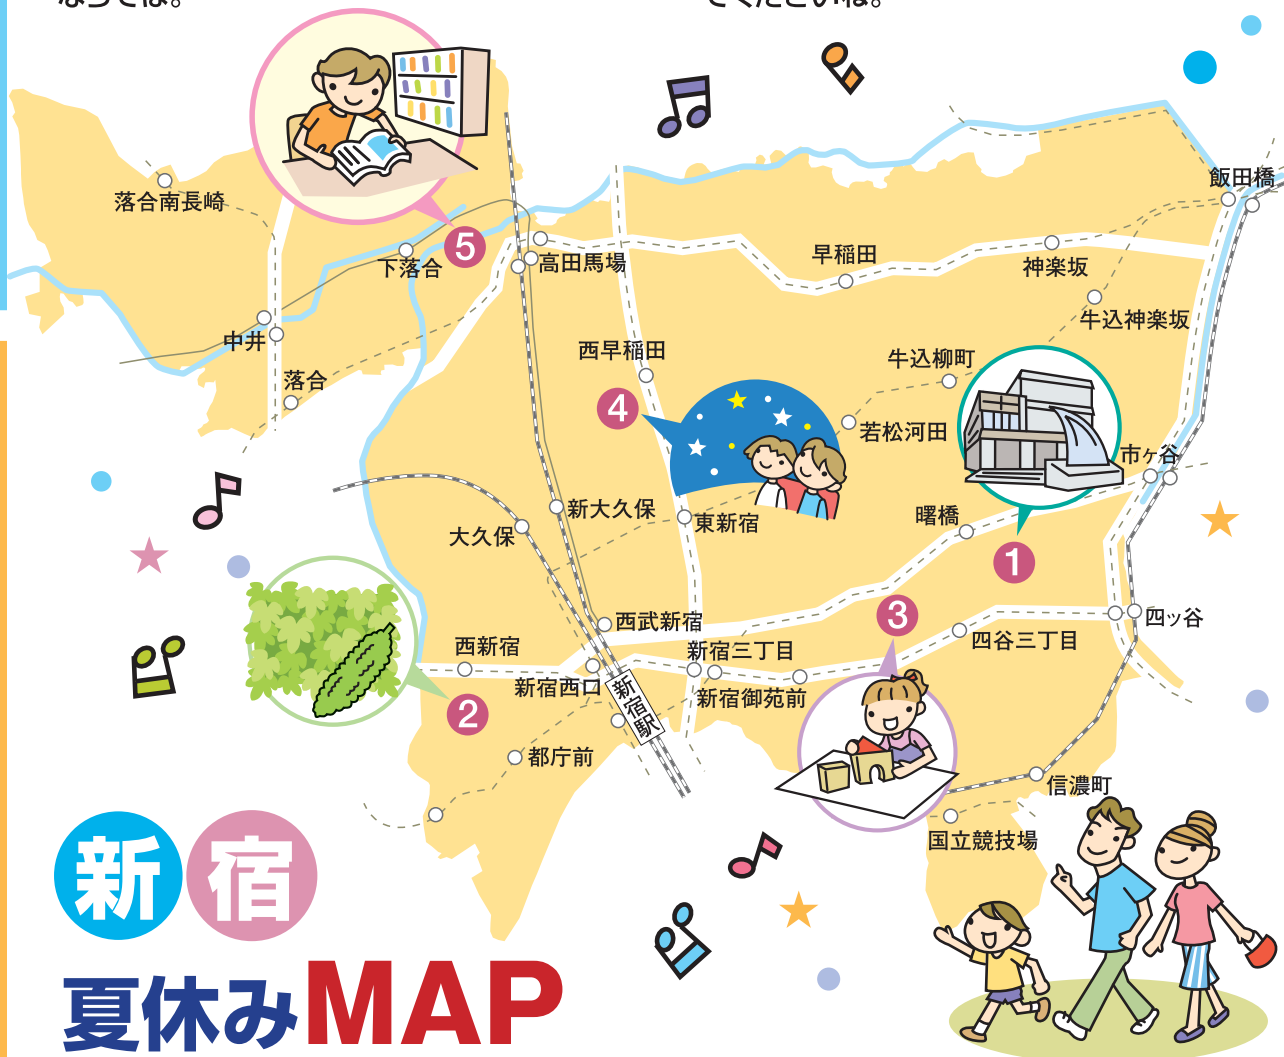 飯田橋
落合南長崎
5
下落合
高田馬場
早稲田
神楽坂
牛込神楽坂
中井
西早稲田
牛込柳町
落合
4
若松河田
市ヶ谷
新大久保
大久保
東新宿
曙橋
1
3
西武新宿
四ッ谷
四谷三丁目
西新宿
新宿三丁目
新宿西口
新宿駅
新宿御苑前
2
都庁前
信濃町
国立競技場
新宿
夏休みMAP